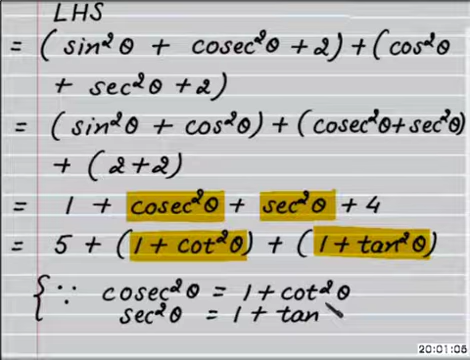 LHS
= (sin²θ + cosec²θ + 2) + (cos²θ
+ sec²θ + 2)
= (sin²θ + cos²θ) + (cosec²θ + sec²θ)
+ (2+2)
= 1 + cosec²θ + sec²θ + 4
= 5 + (1 + cot²θ) + (1 + tan²θ)
{∵ cosec²θ = 1 + cot²θ
sec²θ = 1 + tan
20:01:05